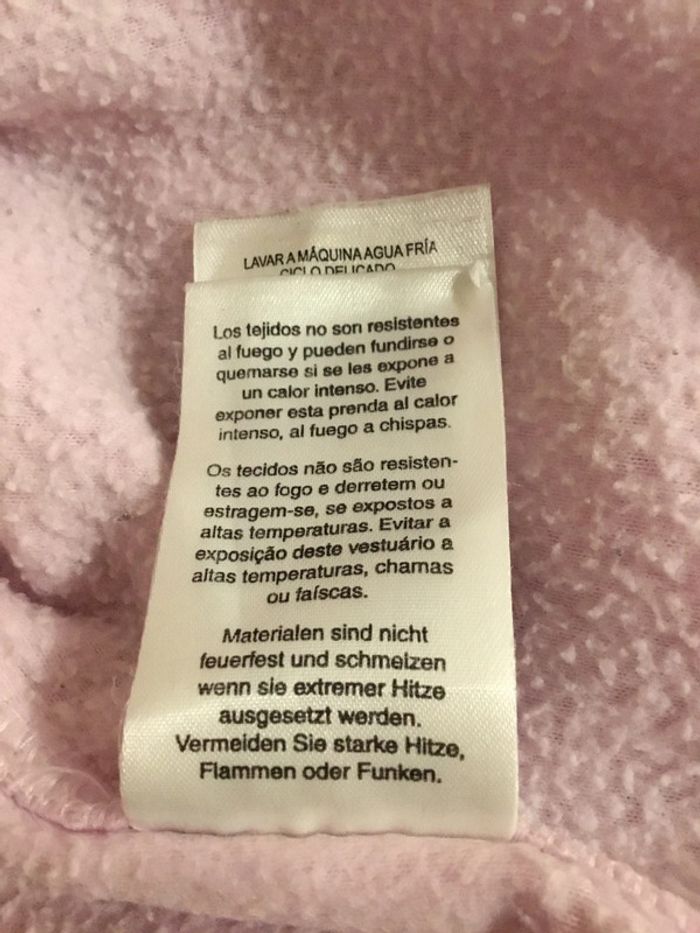 LAVAR A MÁQUINA AGUA FRÍA
CICLO DELICADO
Los tejidos no son resistentes
al fuego y pueden fundirse o
quemarse si se les expone a
un calor intenso. Evite
exponer esta prenda al calor
intenso, al fuego a chispas.
Os tecidos não são resisten-
tes ao fogo e derretem ou
estragem-se, se expostos a
altas temperaturas. Evitar a
exposição deste vestuário a
altas temperaturas, chamas
ou faíscas.
Materialen sind nicht
feuerfest und schmelzen
wenn sie extremer Hitze
ausgesetzt werden.
Vermeiden Sie starke Hitze,
Flammen oder Funken.